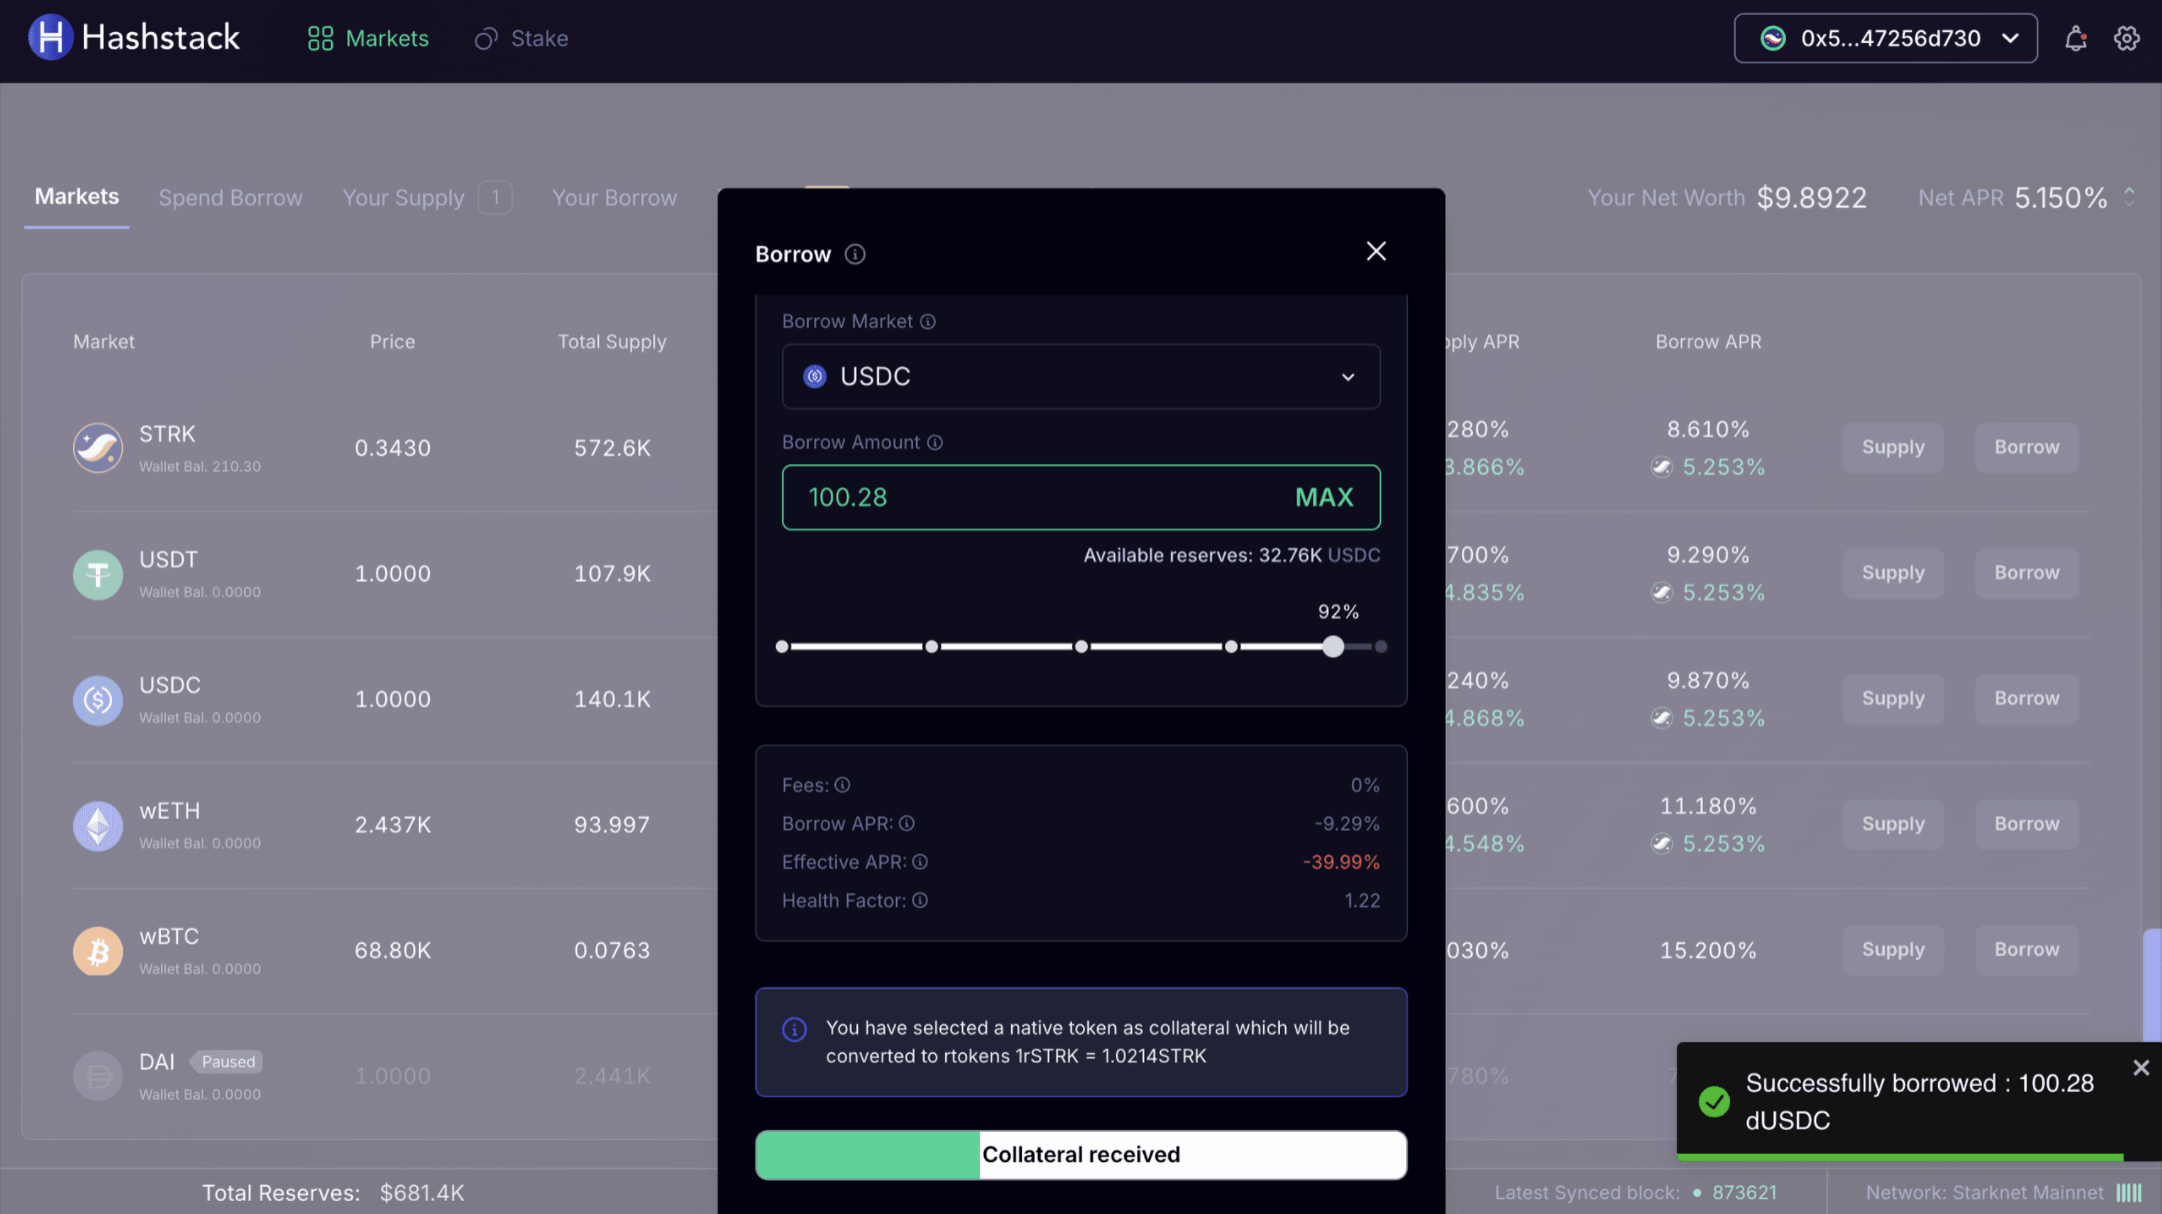 Hashstack
Markets
Stake
0x5...47256d730
Markets
Spend Borrow
Your Supply 1
Your Borrow
Your Net Worth $9.8922
Net APR 5.150%
Borrow
Market Price Total Supply
pply APR Borrow APR
STRK
Wallet Bal. 210.30
0.3430 572.6K
280% 8.610%
3.866% 5.253%
Supply Borrow
USDT
Wallet Bal. 0.0000
1.0000 107.9K
700% 9.290%
4.835% 5.253%
Supply Borrow
USDC
Wallet Bal. 0.0000
1.0000 140.1K
240% 9.870%
4.868% 5.253%
Supply Borrow
wETH
Wallet Bal. 0.0000
2.437K 93.997
600% 11.180%
4.548% 5.253%
Supply Borrow
wBTC
Wallet Bal. 0.0000
68.80K 0.0763
030% 15.200%
Supply Borrow
DAI Paused
Wallet Bal. 0.0000
1.0000 2.441K
780%
Borrow Market
USDC
Borrow Amount
100.28 MAX
Available reserves: 32.76K USDC
92%
Fees: 0%
Borrow APR: -9.29%
Effective APR: -39.99%
Health Factor: 1.22
You have selected a native token as collateral which will be
converted to rtokens 1rSTRK = 1.0214STRK
Collateral received
Successfully borrowed : 100.28
dUSDC
Total Reserves: $681.4K
Latest Synced block: 873621
Network: Starknet Mainnet